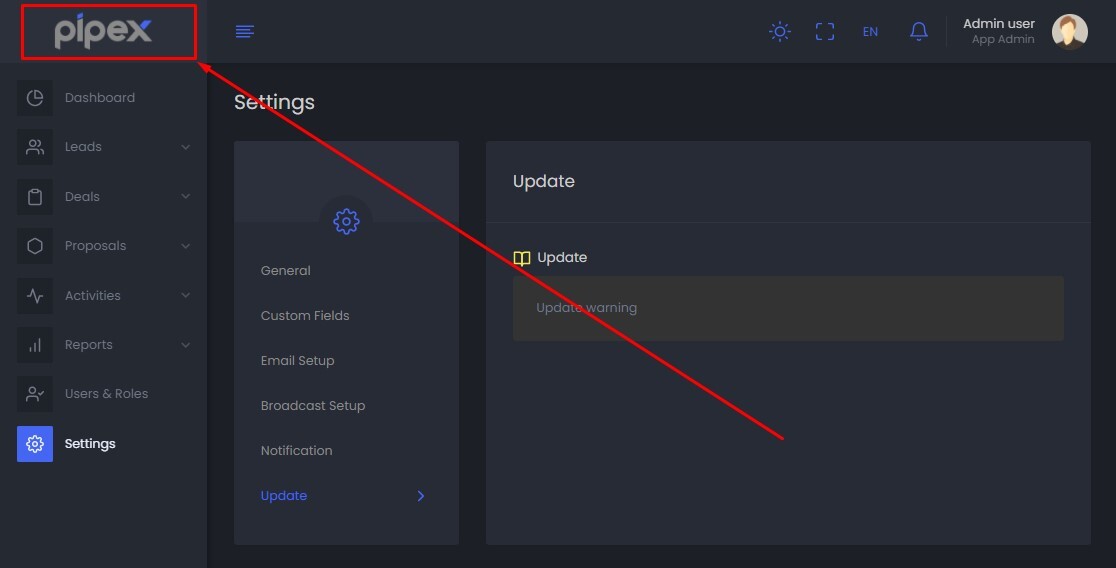 pipex
EN
Admin user
App Admin
Dashboard
Leads
Deals
Proposals
Activities
Reports
Users & Roles
Settings
Settings
General
Custom Fields
Email Setup
Broadcast Setup
Notification
Update
Update
Update
Update warning